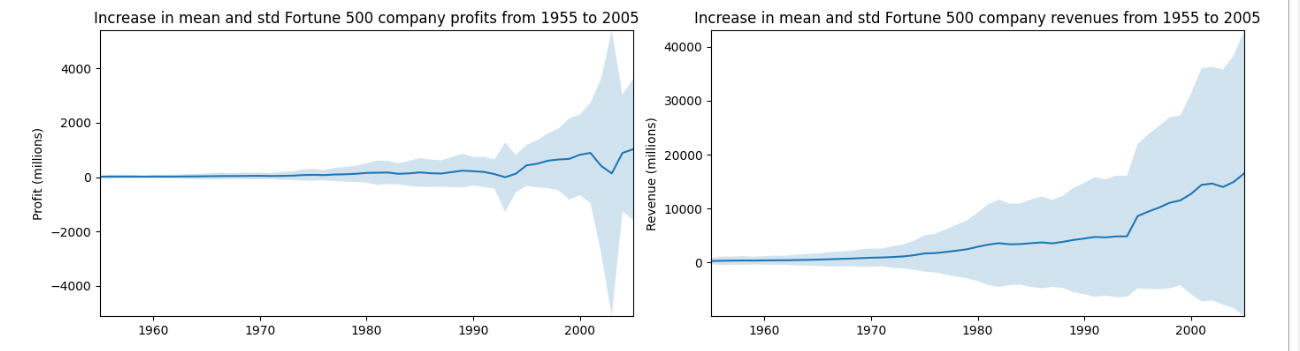 Increase in mean and std Fortune 500 company profits from 1955 to 2005
Profit (millions)
4000
2000
0
−2000
−4000
1960 1970 1980 1990 2000
Increase in mean and std Fortune 500 company revenues from 1955 to 2005
Revenue (millions)
40000
30000
20000
10000
0
1960 1970 1980 1990 2000